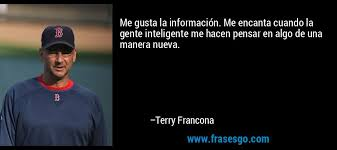 Me gusta la información. Me encanta cuando la
gente inteligente me hacen pensar en algo de una
manera nueva.
–Terry Francona
www.frasesgo.com
B
B